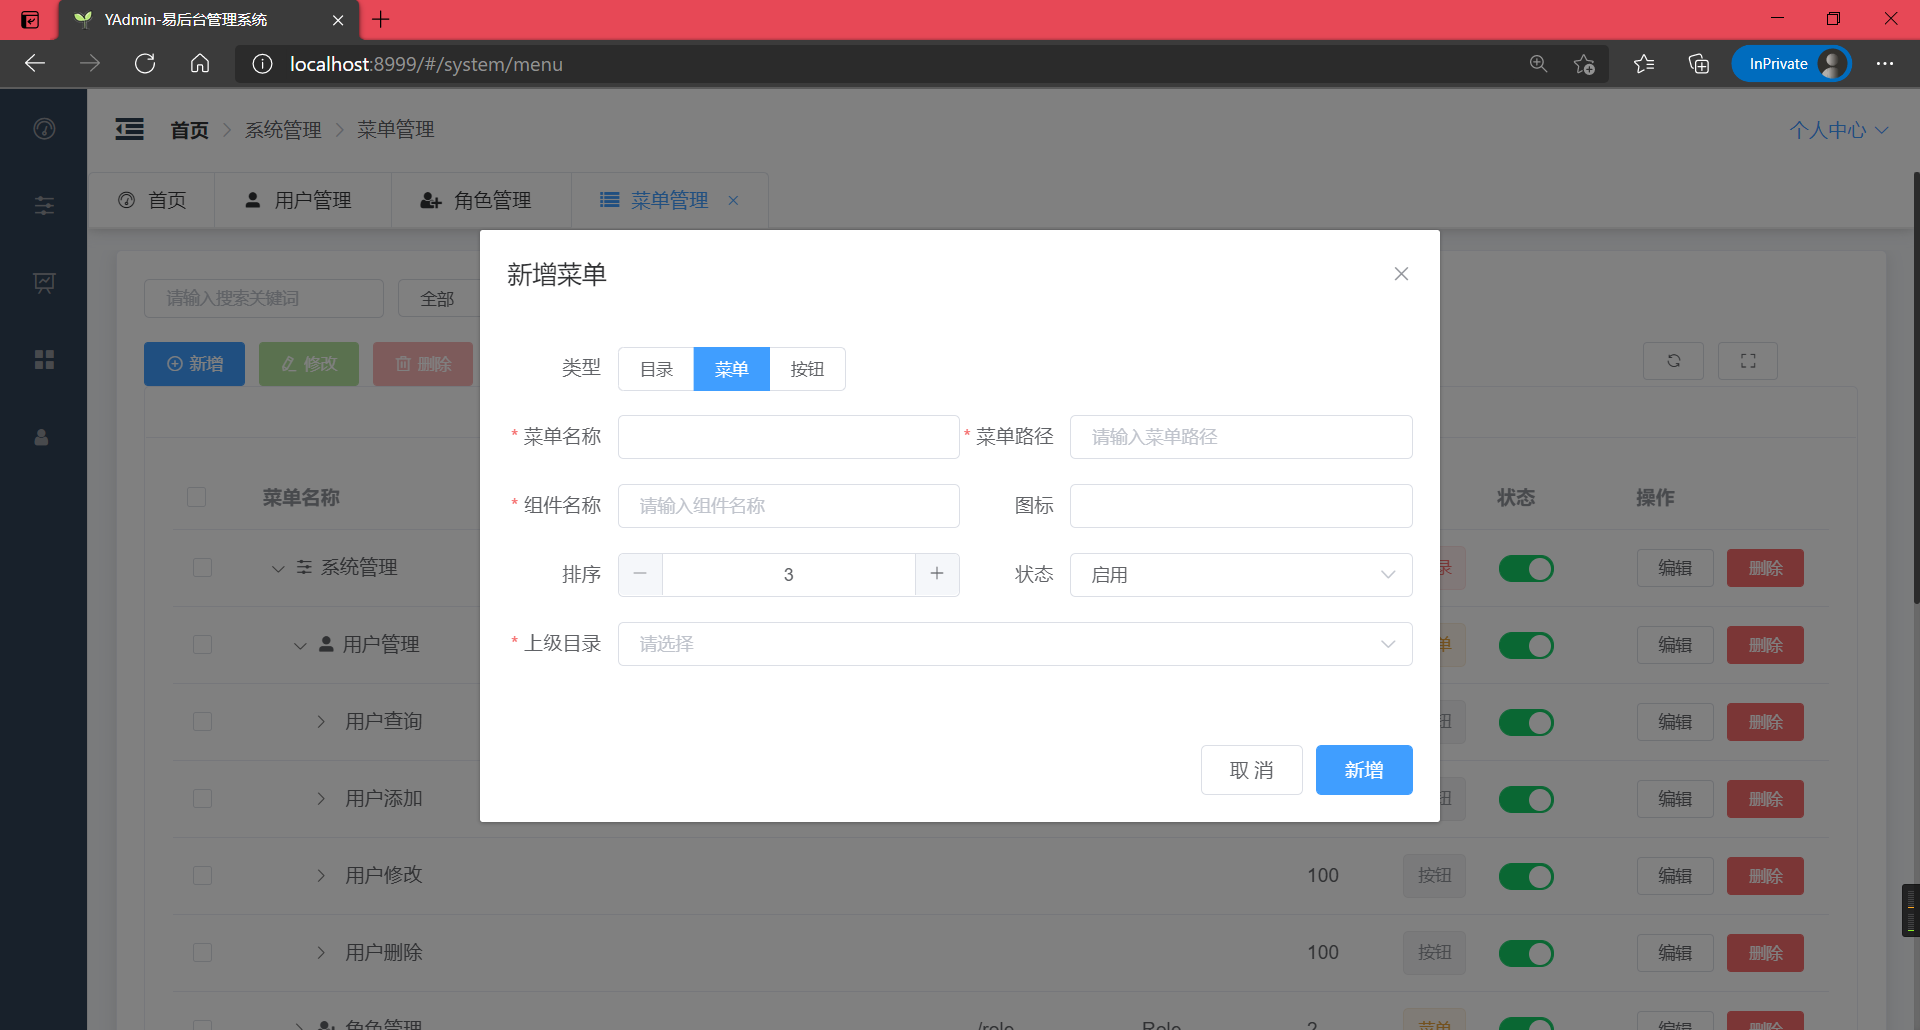 YAdmin-易后台管理系统
localhost:8999/#/system/menu
InPrivate
首页 系统管理 菜单管理
个人中心
首页 用户管理 角色管理 菜单管理
请输入搜索关键词 全部
新增 修改 删除
菜单名称 状态 操作
系统管理 录 编辑 删除
用户管理 单 编辑 删除
用户查询 钮 编辑 删除
用户添加 钮 编辑 删除
用户修改 100 按钮 编辑 删除
用户删除 100 按钮 编辑 删除
角色管理 /role Role 2 菜单 编辑 删除
新增菜单
类型 目录 菜单 按钮
* 菜单名称
* 菜单路径 请输入菜单路径
* 组件名称 请输入组件名称
图标
排序 3
状态 启用
* 上级目录 请选择
取 消 新增